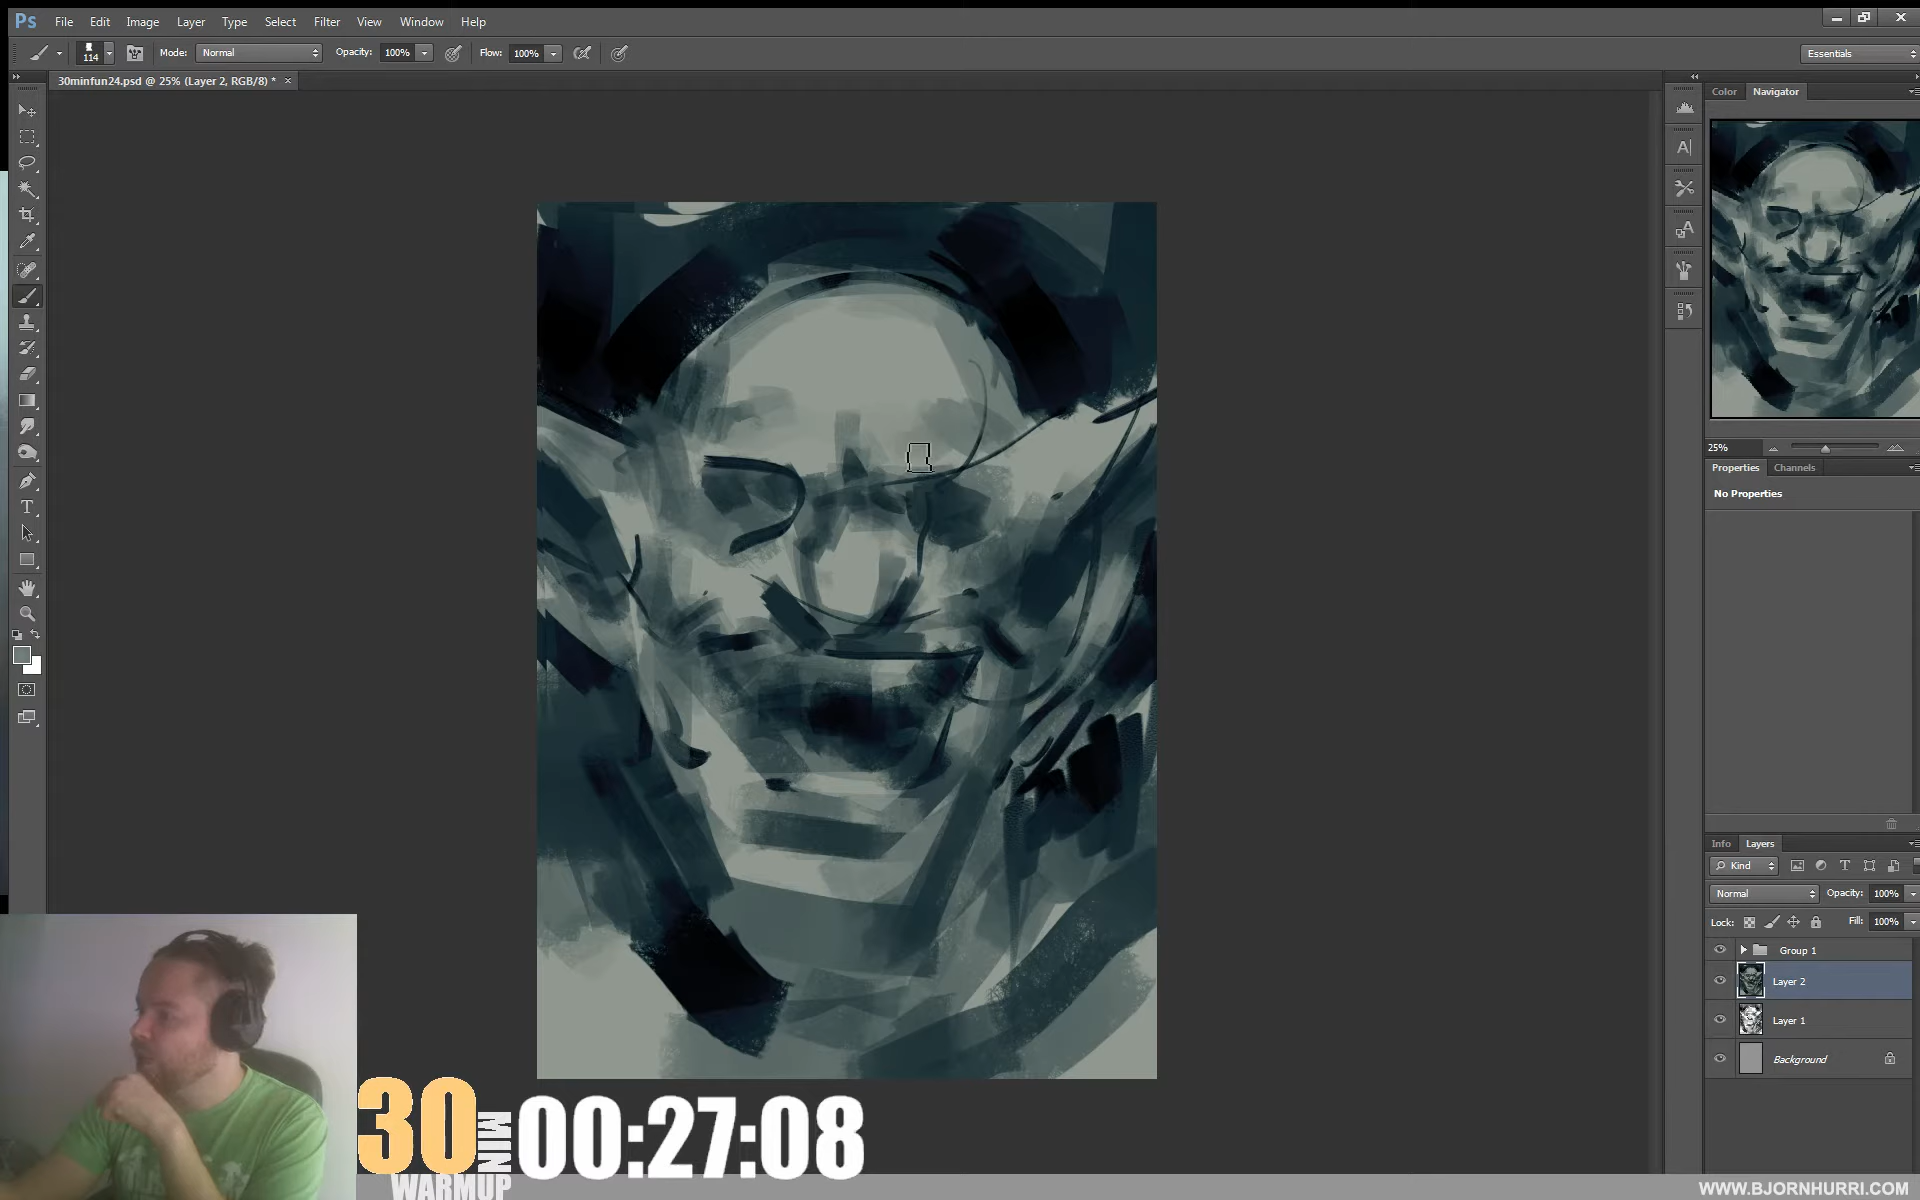 Ps File Edit Image Layer Type Select Filter View Window Help
114 Mode: Normal Opacity: 100% Flow: 100% Essentials
30minfun24.psd @ 25% (Layer 2, RGB/8) * ×
Color Navigator
25%
Properties Channels
No Properties
Info Layers
Kind
Normal Opacity: 100%
Lock: Fill: 100%
Group 1
Layer 2
Layer 1
Background
30 MIN WARMUP 00:27:08
WWW.BJORNHURRI.COM